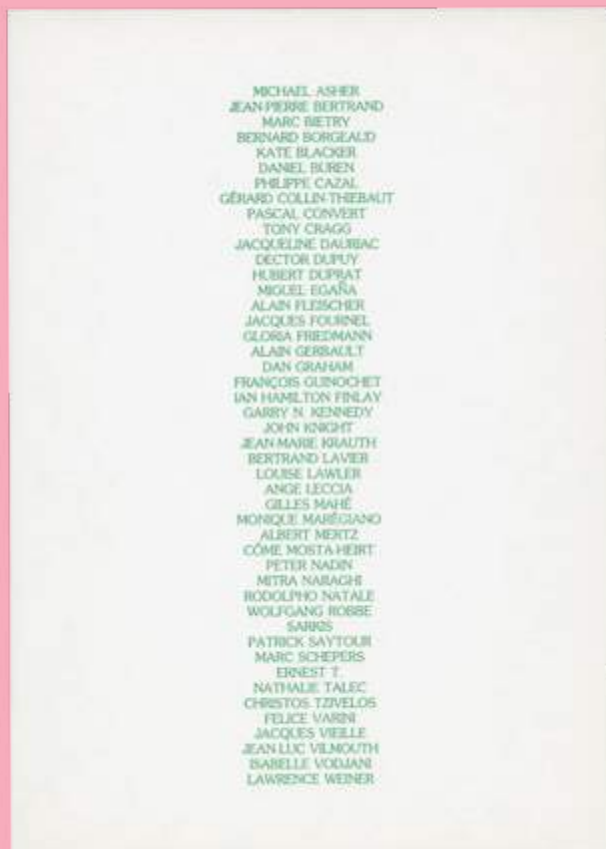 MICHAEL ASHER
JEAN-PIERRE BERTRAND
MARC BIETRY
BERNARD BORGEAUD
KATE BLACKER
DANIEL BUREN
PHILIPPE CAZAL
GÉRARD COLLIN-THIEBAUT
PASCAL CONVERT
TONY CRAGG
JACQUELINE DAURIAC
DECTOR DUPUY
HUBERT DUPRAT
MIGUEL EGAÑA
ALAIN FLEISCHER
JACQUES FOURNEL
GLORIA FRIEDMANN
ALAIN GERBAULT
DAN GRAHAM
FRANÇOIS GUINOCHET
IAN HAMILTON FINLAY
GARRY N. KENNEDY
JOHN KNIGHT
JEAN-MARIE KRAUTH
BERTRAND LAVIER
LOUISE LAWLER
ANGE LECCIA
GILLES MAHÉ
MONIQUE MARÉGIANO
ALBERT MERTZ
CÔME MOSTA-HEIRT
PETER NADIN
MITRA NARAGHI
RODOLPHO NATALE
WOLFGANG ROBBE
SARKIS
PATRICK SAYTOUR
MARC SCHEPERS
ERNEST T.
NATHALIE TALEC
CHRISTOS TZIVELOS
FELICE VARINI
JACQUES VIEILLE
JEAN-LUC VILMOUTH
ISABELLE VODJANI
LAWRENCE WEINER